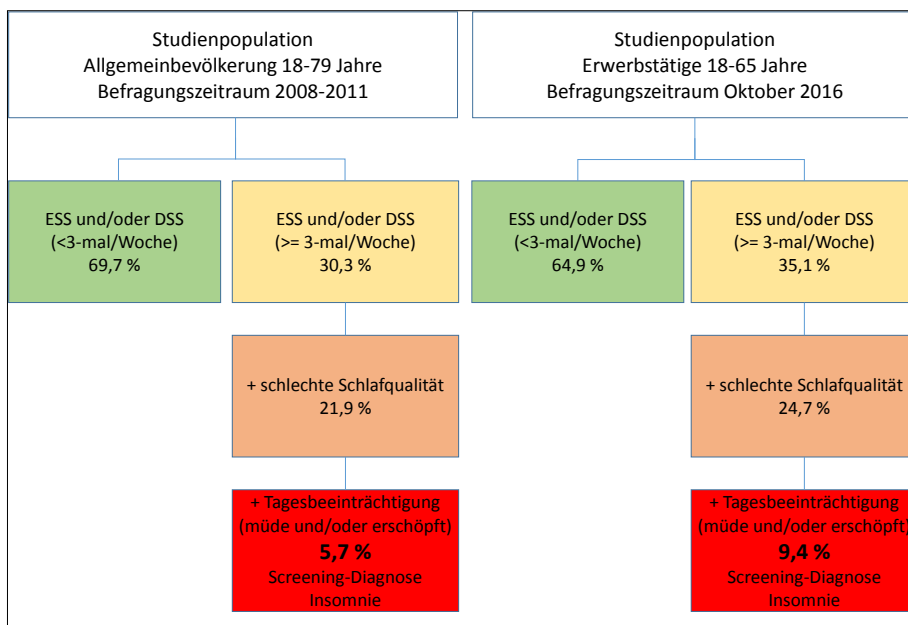 Studienpopulation
Allgemeinbevölkerung 18-79 Jahre
Befragungszeitraum 2008-2011
Studienpopulation
Erwerbstätige 18-65 Jahre
Befragungszeitraum Oktober 2016
ESS und/oder DSS
(<3-mal/Woche)
69,7 %
ESS und/oder DSS
(>= 3-mal/Woche)
30,3 %
ESS und/oder DSS
(<3-mal/Woche)
64,9 %
ESS und/oder DSS
(>= 3-mal/Woche)
35,1 %
+ schlechte Schlafqualität
21,9 %
+ schlechte Schlafqualität
24,7 %
+ Tagesbeeinträchtigung
(müde und/oder erschöpft)
5,7 %
Screening-Diagnose
Insomnie
+ Tagesbeeinträchtigung
(müde und/oder erschöpft)
9,4 %
Screening-Diagnose
Insomnie